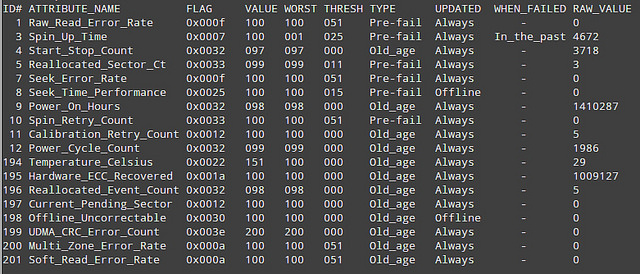 ID# ATTRIBUTE_NAME FLAG VALUE WORST THRESH TYPE UPDATED WHEN_FAILED RAW_VALUE
1 Raw_Read_Error_Rate 0x000f 100 100 051 Pre-fail Always - 0
3 Spin_Up_Time 0x0007 100 001 025 Pre-fail Always In_the_past 4672
4 Start_Stop_Count 0x0032 097 097 000 Old_age Always - 3718
5 Reallocated_Sector_Ct 0x0033 099 099 011 Pre-fail Always - 3
7 Seek_Error_Rate 0x000f 100 100 051 Pre-fail Always - 0
8 Seek_Time_Performance 0x0025 100 100 015 Pre-fail Offline - 0
9 Power_On_Hours 0x0032 098 098 000 Old_age Always - 1410287
10 Spin_Retry_Count 0x0033 100 100 051 Pre-fail Always - 0
11 Calibration_Retry_Count 0x0012 100 100 000 Old_age Always - 5
12 Power_Cycle_Count 0x0032 099 099 000 Old_age Always - 1986
194 Temperature_Celsius 0x0022 151 100 000 Old_age Always - 29
195 Hardware_ECC_Recovered 0x001a 100 100 000 Old_age Always - 1009127
196 Reallocated_Event_Count 0x0032 098 098 000 Old_age Always - 5
197 Current_Pending_Sector 0x0012 100 100 000 Old_age Always - 0
198 Offline_Uncorrectable 0x0030 100 100 000 Old_age Offline - 0
199 UDMA_CRC_Error_Count 0x003e 200 200 000 Old_age Always - 0
200 Multi_Zone_Error_Rate 0x000a 100 100 051 Old_age Always - 0
201 Soft_Read_Error_Rate 0x000a 100 100 051 Old_age Always - 0